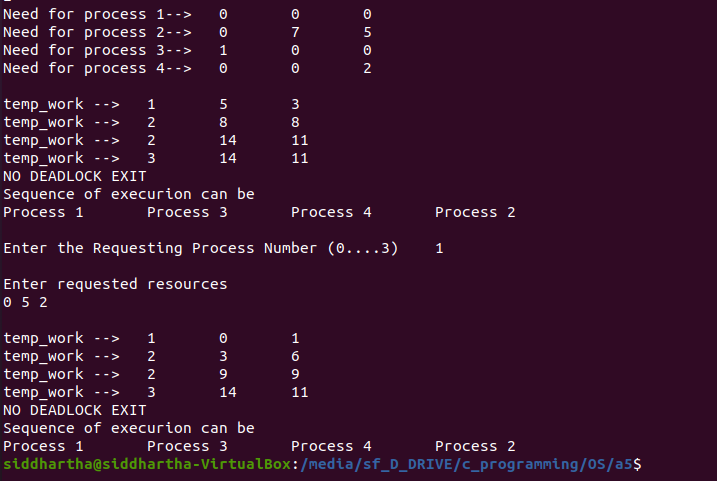 Need for process 1--> 0 0 0
Need for process 2--> 0 7 5
Need for process 3--> 1 0 0
Need for process 4--> 0 0 2
temp_work --> 1 5 3
temp_work --> 2 8 8
temp_work --> 2 14 11
temp_work --> 3 14 11
NO DEADLOCK EXIT
Sequence of execurion can be
Process 1 Process 3 Process 4 Process 2
Enter the Requesting Process Number (0....3) 1
Enter requested resources
0 5 2
temp_work --> 1 0 1
temp_work --> 2 3 6
temp_work --> 2 9 9
temp_work --> 3 14 11
NO DEADLOCK EXIT
Sequence of execurion can be
Process 1 Process 3 Process 4 Process 2
siddhartha@siddhartha-VirtualBox:/media/sf_D_DRIVE/c_programming/OS/a5$